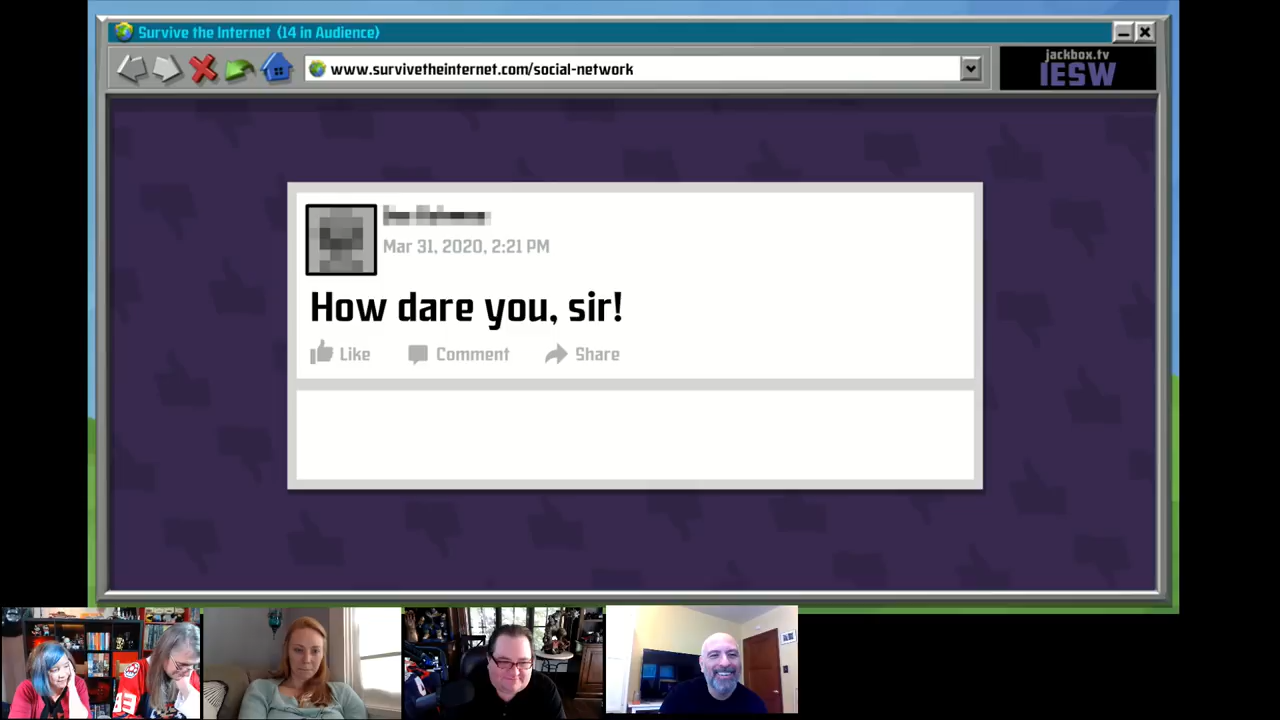 Survive the Internet (14 in Audience)
www.survivetheinternet.com/social-network
jackbox.tv
IESW
Mar 31, 2020, 2:21 PM
How dare you, sir!
Like
Comment
Share